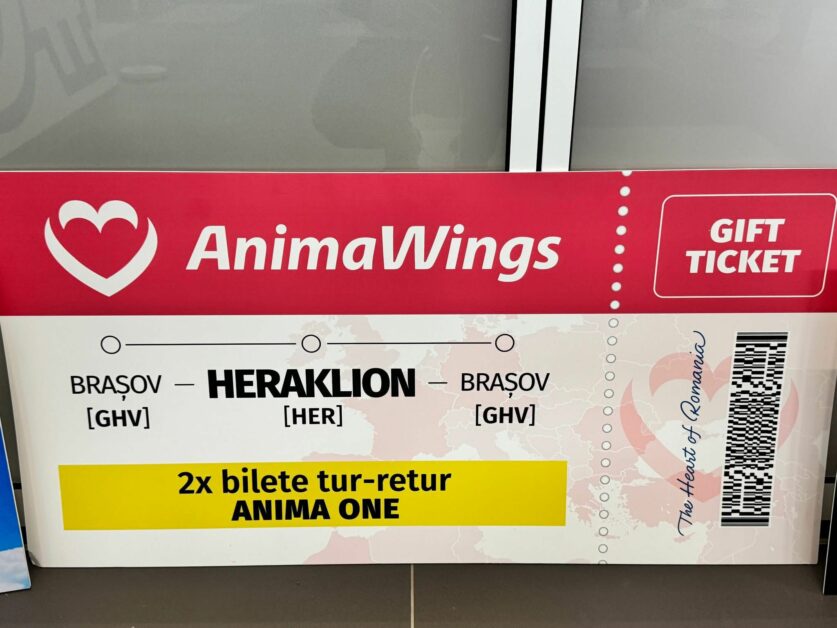 AnimaWings
GIFT
TICKET
BRAȘOV — HERAKLION — BRAȘOV
[GHV] [HER] [GHV]
2x bilete tur-retur
ANIMA ONE
The Heart of Romania